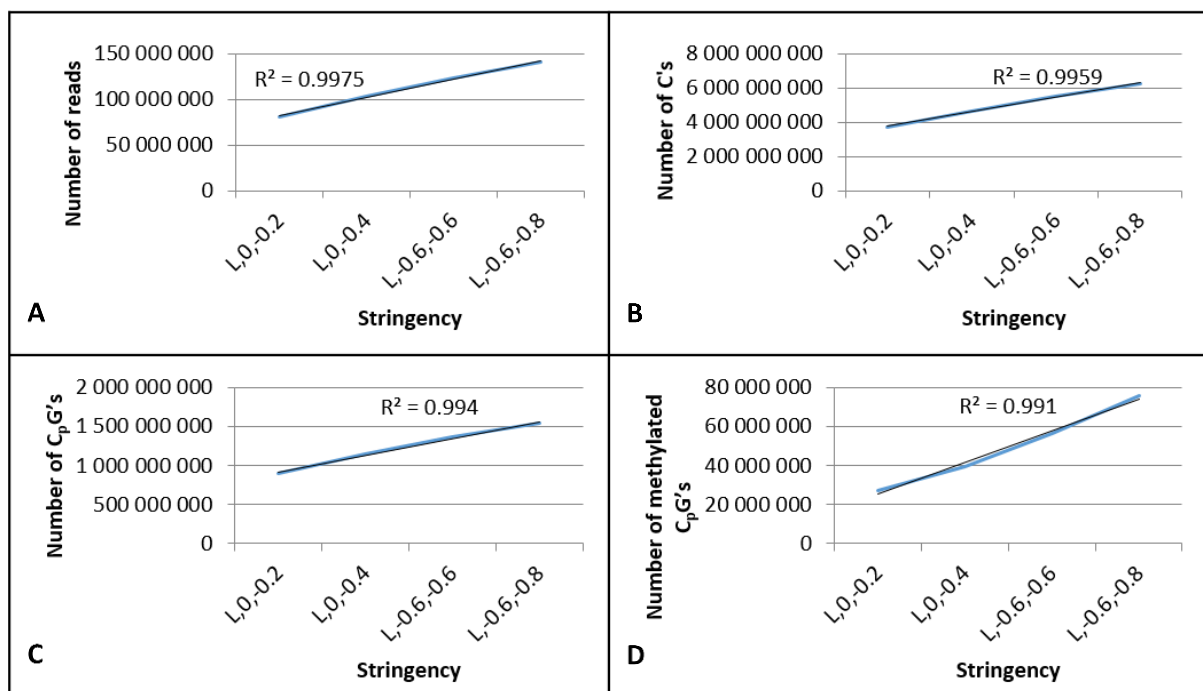 Number of reads
150 000 000
100 000 000
50 000 000
0
R² = 0.9975
L,0,-0.2
L,0,-0.4
L,-0.6,-0.6
L,-0.6,-0.8
Stringency
A
Number of C's
8 000 000 000
6 000 000 000
4 000 000 000
2 000 000 000
0
R² = 0.9959
L,0,-0.2
L,0,-0.4
L,-0.6,-0.6
L,-0.6,-0.8
Stringency
B
Number of CpG's
2 000 000 000
1 500 000 000
1 000 000 000
500 000 000
0
R² = 0.994
L,0,-0.2
L,0,-0.4
L,-0.6,-0.6
L,-0.6,-0.8
Stringency
C
Number of methylated
CpG's
80 000 000
60 000 000
40 000 000
20 000 000
0
R² = 0.991
L,0,-0.2
L,0,-0.4
L,-0.6,-0.6
L,-0.6,-0.8
Stringency
D